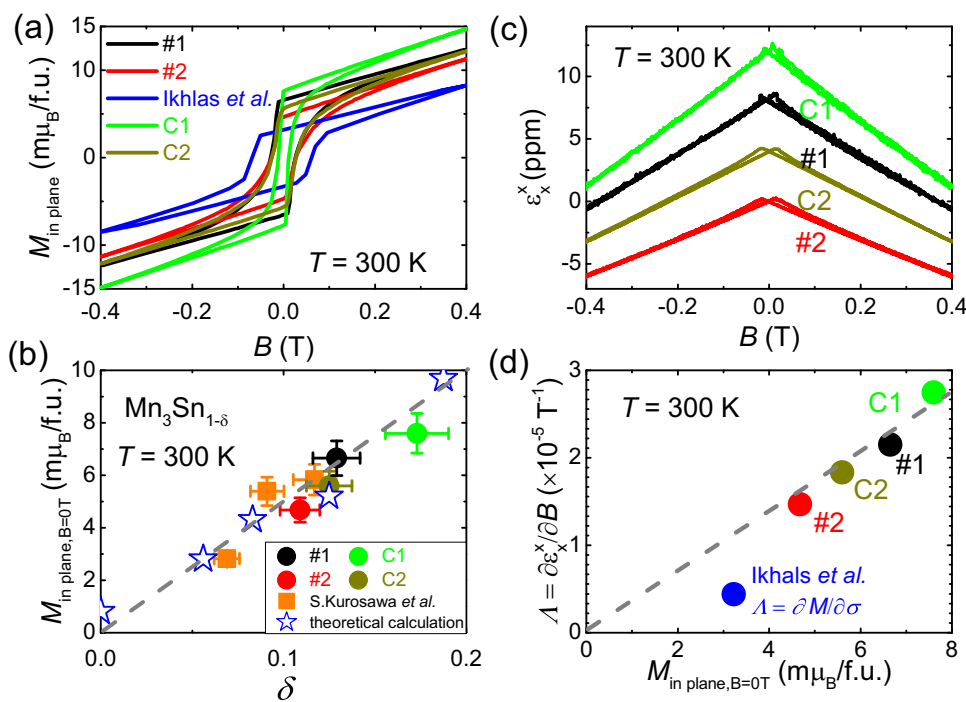 (a)
15
10
5
0
-5
-10
-15
M in plane (mμB/f.u.)
#1
#2
Ikhlas et al.
C1
C2
T = 300 K
-0.4 -0.2 0.0 0.2 0.4
B (T)
(c)
10
5
0
-5
εxx (ppm)
T = 300 K
C1
#1
C2
#2
-0.4 -0.2 0.0 0.2 0.4
B (T)
(b)
10
8
6
4
2
0
M in plane,B=0T (mμB/f.u.)
Mn3Sn1-δ
T = 300 K
#1 C1
#2 C2
S.Kurosawa et al.
theoretical calculation
0.0 0.1 0.2
δ
(d)
3
2
1
0
Λ = ∂εxx/∂B (×10-5 T-1)
T = 300 K
C1
#1
C2
#2
Ikhals et al.
Λ = ∂M/∂σ
0 2 4 6 8
M in plane,B=0T (mμB/f.u.)